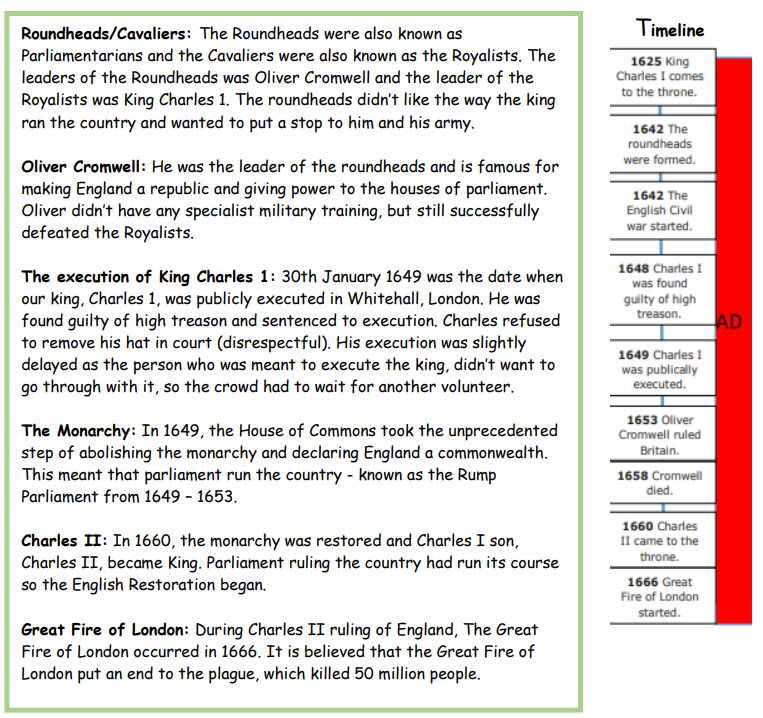 Roundheads/Cavaliers: The Roundheads were also known as
Parliamentarians and the Cavaliers were also known as the Royalists. The
leaders of the Roundheads was Oliver Cromwell and the leader of the
Royalists was King Charles 1. The roundheads didn't like the way the king
ran the country and wanted to put a stop to him and his army.
Oliver Cromwell: He was the leader of the roundheads and is famous for
making England a republic and giving power to the houses of parliament.
Oliver didn't have any specialist military training, but still successfully
defeated the Royalists.
The execution of King Charles 1: 30th January 1649 was the date when
our king, Charles 1, was publicly executed in Whitehall, London. He was
found guilty of high treason and sentenced to execution. Charles refused
to remove his hat in court (disrespectful). His execution was slightly
delayed as the person who was meant to execute the king, didn't want to
go through with it, so the crowd had to wait for another volunteer.
The Monarchy: In 1649, the House of Commons took the unprecedented
step of abolishing the monarchy and declaring England a commonwealth.
This meant that parliament run the country - known as the Rump
Parliament from 1649 – 1653.
Charles II: In 1660, the monarchy was restored and Charles I son,
Charles II, became King. Parliament ruling the country had run its course
so the English Restoration began.
Great Fire of London: During Charles II ruling of England, The Great
Fire of London occurred in 1666. It is believed that the Great Fire of
London put an end to the plague, which killed 50 million people.
Timeline
1625 King
Charles I comes
to the throne.
1642 The
roundheads
were formed.
1642 The
English Civil
war started.
1648 Charles I
was found
guilty of high
treason.
1649 Charles I
was publically
executed.
1653 Oliver
Cromwell ruled
Britain.
1658 Cromwell
died.
1660 Charles
II came to the
throne.
1666 Great
Fire of London
started.
AD